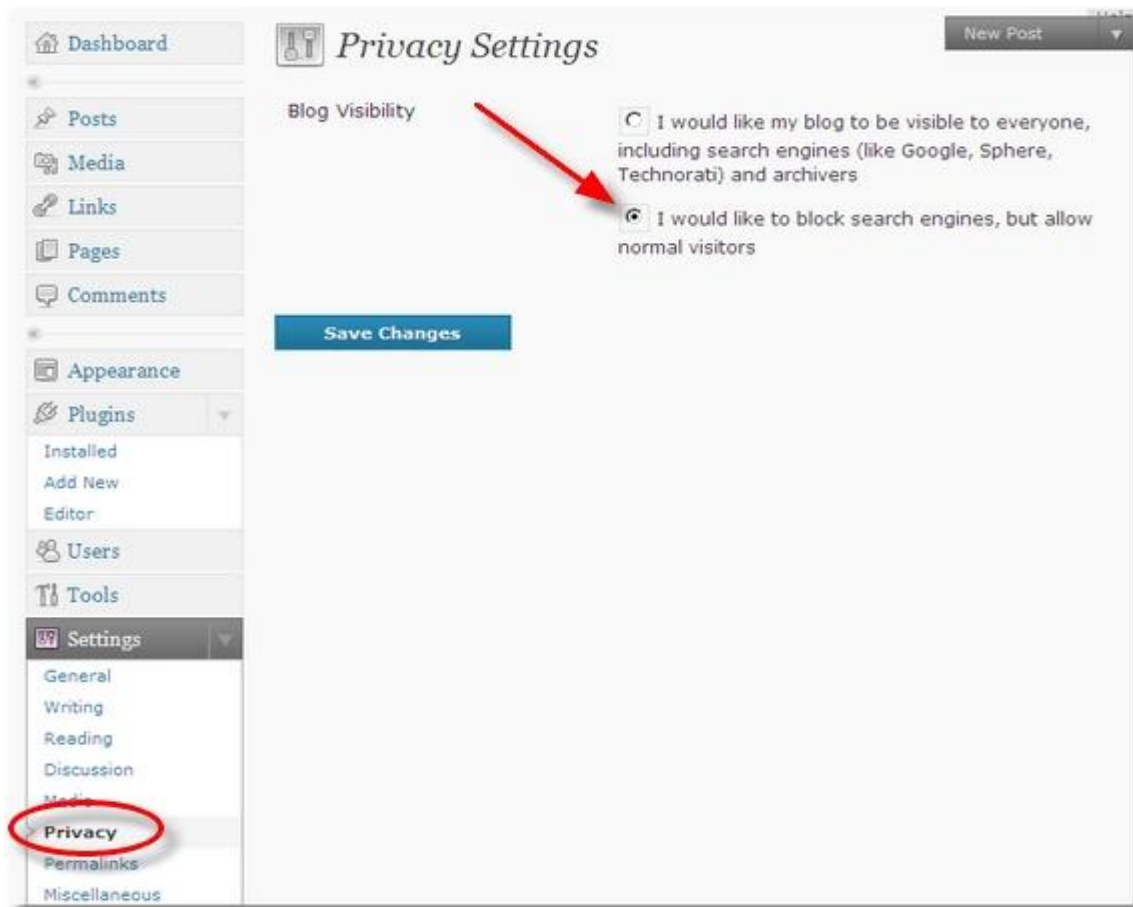 Dashboard
Privacy Settings
New Post
Blog Visibility
I would like my blog to be visible to everyone,
including search engines (like Google, Sphere,
Technorati) and archivers
I would like to block search engines, but allow
normal visitors
Save Changes
Posts
Media
Links
Pages
Comments
Appearance
Plugins
Installed
Add New
Editor
Users
Tools
Settings
General
Writing
Reading
Discussion
Media
Privacy
Permalinks
Miscellaneous